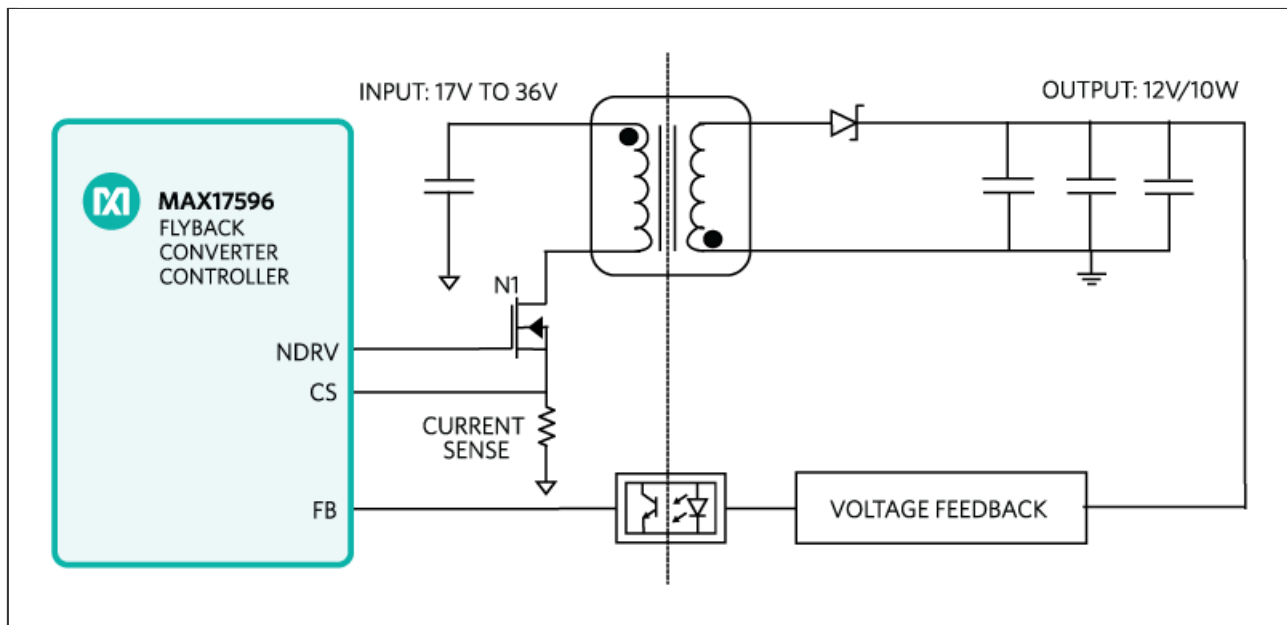 INPUT: 17V TO 36V
OUTPUT: 12V/10W
MAX17596
FLYBACK
CONVERTER
CONTROLLER
N1
NDRV
CS
CURRENT
SENSE
FB
VOLTAGE FEEDBACK